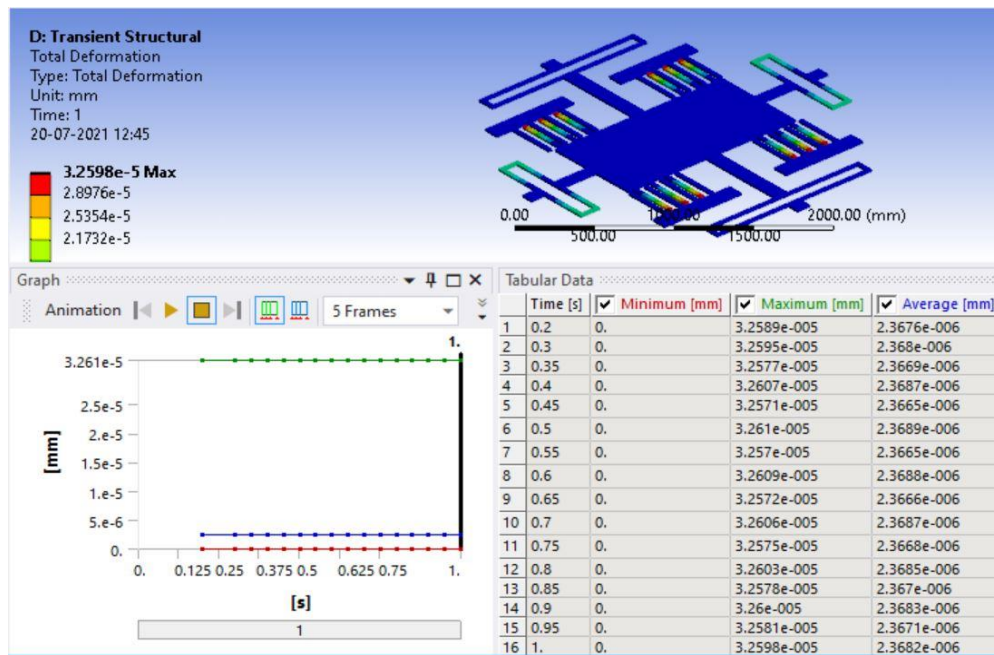 D: Transient Structural
Total Deformation
Type: Total Deformation
Unit: mm
Time: 1
20-07-2021 12:45
3.2598e-5 Max
2.8976e-5
2.5354e-5
2.1732e-5
0.00 1000.00 2000.00 (mm)
500.00 1500.00
Graph
Animation 5 Frames
1.
3.261e-5
2.5e-5
2.e-5
1.5e-5
1.e-5
5.e-6
0.
[mm]
0. 0.125 0.25 0.375 0.5 0.625 0.75 1.
[s]
1
Tabular Data
Time [s] Minimum [mm] Maximum [mm] Average [mm]
1 0.2 0. 3.2589e-005 2.3676e-006
2 0.3 0. 3.2595e-005 2.368e-006
3 0.35 0. 3.2577e-005 2.3669e-006
4 0.4 0. 3.2607e-005 2.3687e-006
5 0.45 0. 3.2571e-005 2.3665e-006
6 0.5 0. 3.261e-005 2.3689e-006
7 0.55 0. 3.257e-005 2.3665e-006
8 0.6 0. 3.2609e-005 2.3688e-006
9 0.65 0. 3.2572e-005 2.3666e-006
10 0.7 0. 3.2606e-005 2.3687e-006
11 0.75 0. 3.2575e-005 2.3668e-006
12 0.8 0. 3.2603e-005 2.3685e-006
13 0.85 0. 3.2578e-005 2.367e-006
14 0.9 0. 3.26e-005 2.3683e-006
15 0.95 0. 3.2581e-005 2.3671e-006
16 1. 0. 3.2598e-005 2.3682e-006